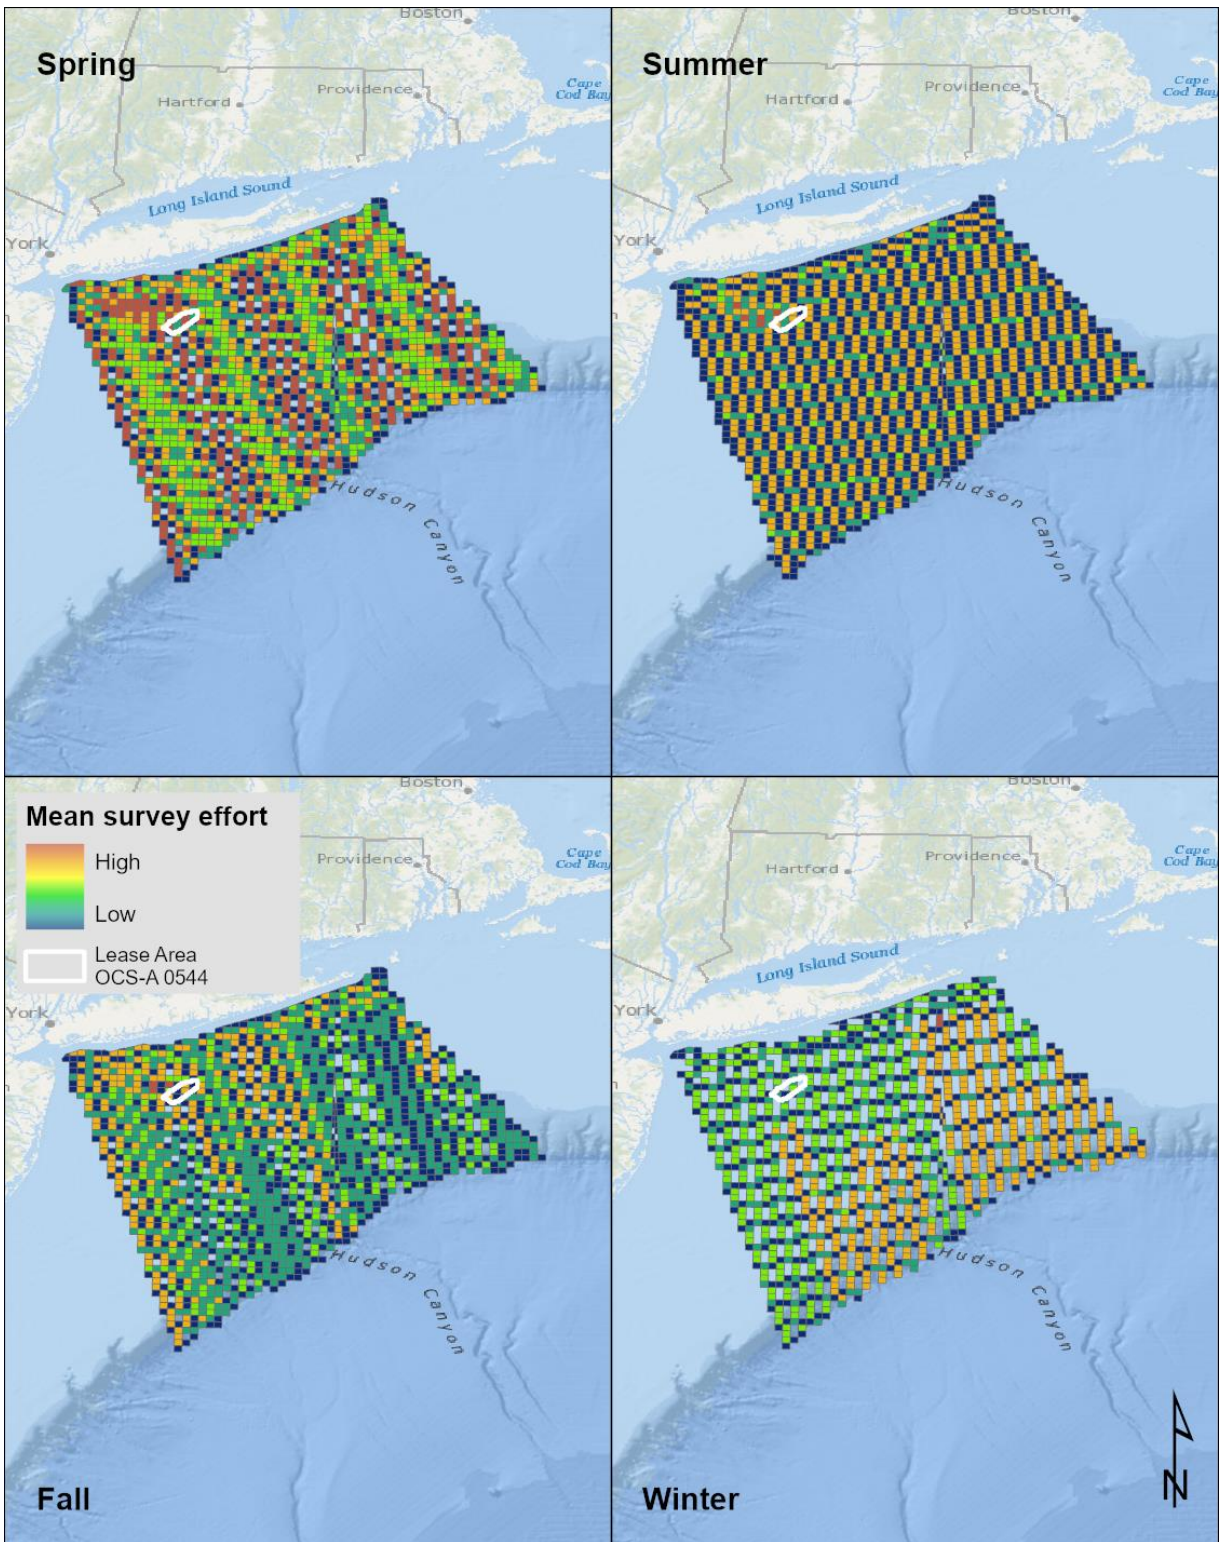 Boston
Spring
Hartford
Providence
Cape
Cod Bay
Long Island Sound
York
Hudson Canyon
Boston
Summer
Hartford
Providence
Cape
Cod Bay
Long Island Sound
York
Hudson Canyon
Boston
Mean survey effort
High
Low
Lease Area
OCS-A 0544
Providence
Cape
Cod Bay
York
Hudson Canyon
Fall
Boston
Hartford
Providence
Cape
Cod Bay
Long Island Sound
York
Hudson Canyon
Winter
N